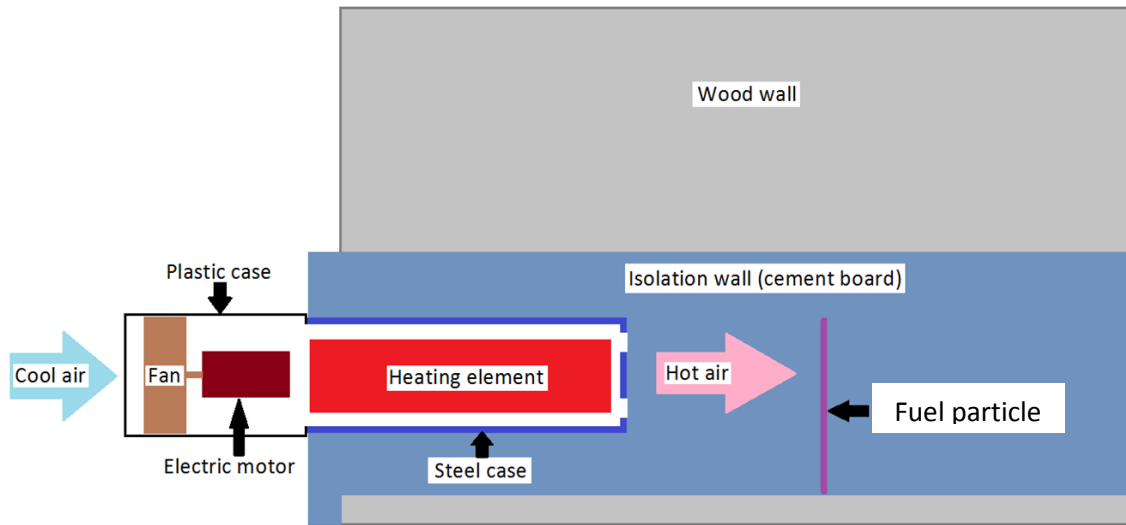 Wood wall
Isolation wall (cement board)
Plastic case
Cool air
Fan
Heating element
Hot air
Fuel particle
Electric motor
Steel case